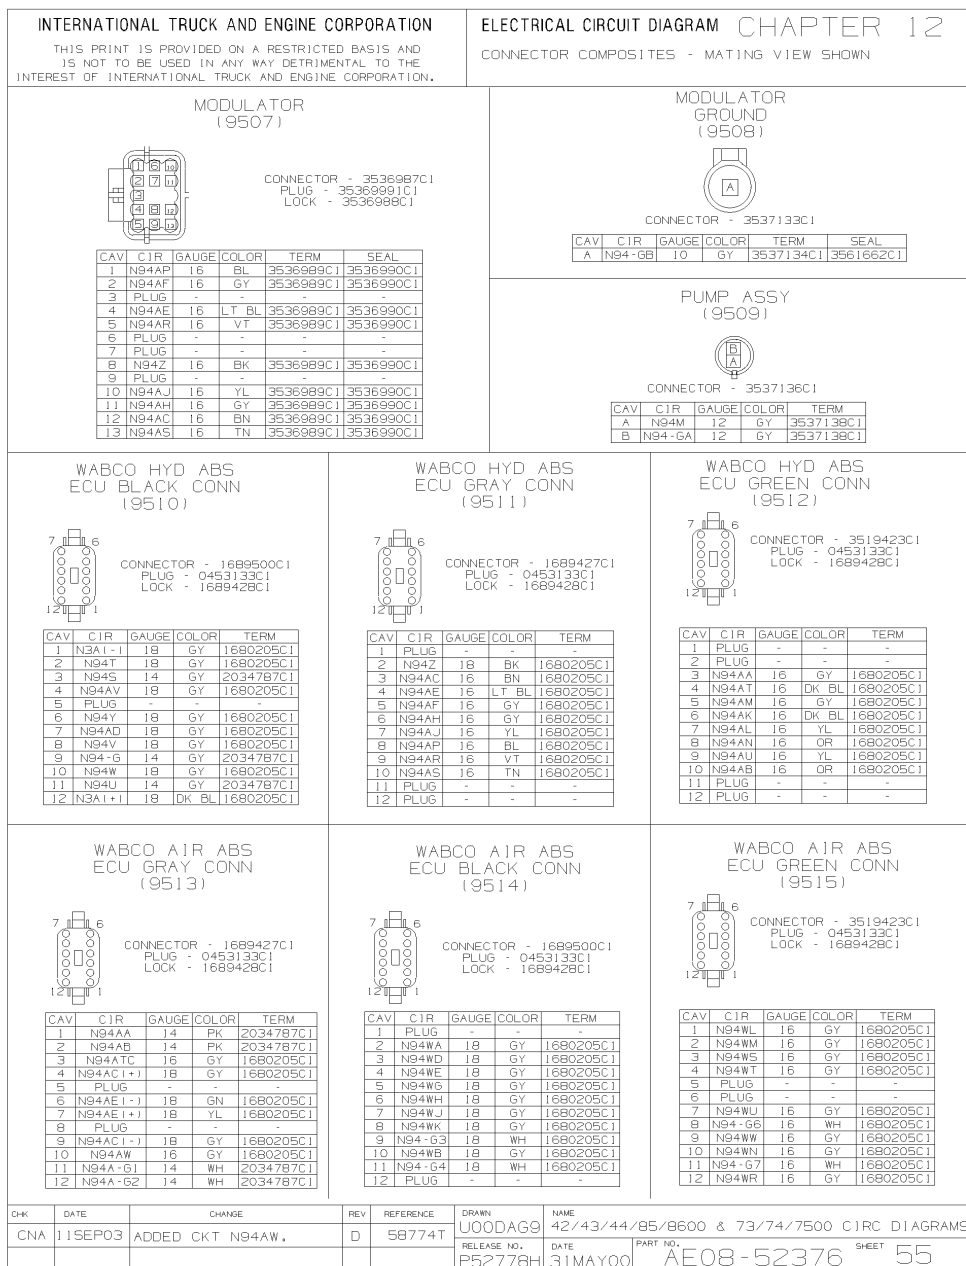 INTERNATIONAL TRUCK AND ENGINE CORPORATION
THIS PRINT IS PROVIDED ON A RESTRICTED BASIS AND
IS NOT TO BE USED IN ANY WAY DETRIMENTAL TO THE
INTEREST OF INTERNATIONAL TRUCK AND ENGINE CORPORATION.
ELECTRICAL CIRCUIT DIAGRAM CHAPTER 12
CONNECTOR COMPOSITES - MATING VIEW SHOWN
MODULATOR
(9507)
1 6 10
2 7 11
3
4 8 12
5 9 13
CONNECTOR - 3536987C1
PLUG - 35369991C1
LOCK - 3536988C1
CAV CIR GAUGE COLOR TERM SEAL
1 N94AP 16 BL 3536989C1 3536990C1
2 N94AF 16 GY 3536989C1 3536990C1
3 PLUG - - - -
4 N94AE 16 LT BL 3536989C1 3536990C1
5 N94AR 16 VT 3536989C1 3536990C1
6 PLUG - - - -
7 PLUG - - - -
8 N94Z 16 BK 3536989C1 3536990C1
9 PLUG - - - -
10 N94AJ 16 YL 3536989C1 3536990C1
11 N94AH 16 GY 3536989C1 3536990C1
12 N94AC 16 BN 3536989C1 3536990C1
13 N94AS 16 TN 3536989C1 3536990C1
MODULATOR
GROUND
(9508)
A
CONNECTOR - 3537133C1
CAV CIR GAUGE COLOR TERM SEAL
A N94-GB 10 GY 3537134C1 3561662C1
PUMP ASSY
(9509)
B
A
CONNECTOR - 3537136C1
CAV CIR GAUGE COLOR TERM
A N94M 12 GY 3537138C1
B N94-GA 12 GY 3537138C1
WABCO HYD ABS
ECU BLACK CONN
(9510)
7 6
12 1
CONNECTOR - 1689500C1
PLUG - 0453133C1
LOCK - 1689428C1
CAV CIR GAUGE COLOR TERM
1 N3A(-) 18 GY 1680205C1
2 N94T 18 GY 1680205C1
3 N94S 14 GY 2034787C1
4 N94AV 18 GY 1680205C1
5 PLUG - - -
6 N94Y 18 GY 1680205C1
7 N94AD 18 GY 1680205C1
8 N94V 18 GY 1680205C1
9 N94-G 14 GY 2034787C1
10 N94W 18 GY 1680205C1
11 N94U 14 GY 2034787C1
12 N3A(+) 18 DK BL 1680205C1
WABCO HYD ABS
ECU GRAY CONN
(9511)
7 6
12 1
CONNECTOR - 1689427C1
PLUG - 0453133C1
LOCK - 1689428C1
CAV CIR GAUGE COLOR TERM
1 PLUG - - -
2 N94Z 18 BK 1680205C1
3 N94AC 16 BN 1680205C1
4 N94AE 16 LT BL 1680205C1
5 N94AF 16 GY 1680205C1
6 N94AH 16 GY 1680205C1
7 N94AJ 16 YL 1680205C1
8 N94AP 16 BL 1680205C1
9 N94AR 16 VT 1680205C1
10 N94AS 16 TN 1680205C1
11 PLUG - - -
12 PLUG - - -
WABCO HYD ABS
ECU GREEN CONN
(9512)
7 6
12 1
CONNECTOR - 3519423C1
PLUG - 0453133C1
LOCK - 1689428C1
CAV CIR GAUGE COLOR TERM
1 PLUG - - -
2 PLUG - - -
3 N94AA 16 GY 1680205C1
4 N94AT 16 DK BL 1680205C1
5 N94AM 16 GY 1680205C1
6 N94AK 16 DK BL 1680205C1
7 N94AL 16 YL 1680205C1
8 N94AN 16 OR 1680205C1
9 N94AU 16 YL 1680205C1
10 N94AB 16 OR 1680205C1
11 PLUG - - -
12 PLUG - - -
WABCO AIR ABS
ECU GRAY CONN
(9513)
7 6
12 1
CONNECTOR - 1689427C1
PLUG - 0453133C1
LOCK - 1689428C1
CAV CIR GAUGE COLOR TERM
1 N94AA 14 PK 2034787C1
2 N94AB 14 PK 2034787C1
3 N94ATC 16 GY 1680205C1
4 N94AC(+) 18 GY 1680205C1
5 PLUG - - -
6 N94AE(-) 18 GN 1680205C1
7 N94AE(+) 18 YL 1680205C1
8 PLUG - - -
9 N94AC(-) 18 GY 1680205C1
10 N94AW 16 GY 1680205C1
11 N94A-G1 14 WH 2034787C1
12 N94A-G2 14 WH 2034787C1
WABCO AIR ABS
ECU BLACK CONN
(9514)
7 6
12 1
CONNECTOR - 1689500C1
PLUG - 0453133C1
LOCK - 1689428C1
CAV CIR GAUGE COLOR TERM
1 PLUG - - -
2 N94WA 18 GY 1680205C1
3 N94WD 18 GY 1680205C1
4 N94WE 18 GY 1680205C1
5 N94WG 18 GY 1680205C1
6 N94WH 18 GY 1680205C1
7 N94WJ 18 GY 1680205C1
8 N94WK 18 GY 1680205C1
9 N94-G3 18 WH 1680205C1
10 N94WB 18 GY 1680205C1
11 N94-G4 18 WH 1680205C1
12 PLUG - - -
WABCO AIR ABS
ECU GREEN CONN
(9515)
7 6
12 1
CONNECTOR - 3519423C1
PLUG - 0453133C1
LOCK - 1689428C1
CAV CIR GAUGE COLOR TERM
1 N94WL 16 GY 1680205C1
2 N94WM 16 GY 1680205C1
3 N94WS 16 GY 1680205C1
4 N94WT 16 GY 1680205C1
5 PLUG - - -
6 PLUG - - -
7 N94WU 16 GY 1680205C1
8 N94-G6 16 WH 1680205C1
9 N94WW 16 GY 1680205C1
10 N94WN 16 GY 1680205C1
11 N94-G7 16 WH 1680205C1
12 N94WR 16 GY 1680205C1
CHK DATE CHANGE REV REFERENCE
CNA 11SEP03 ADDED CKT N94AW. D 58774T
DRAWN U00DAG9
NAME 42/43/44/85/8600 & 73/74/7500 CIRC DIAGRAMS
RELEASE NO. P52778H
DATE 31MAY00
PART NO. AE08-52376
SHEET 55